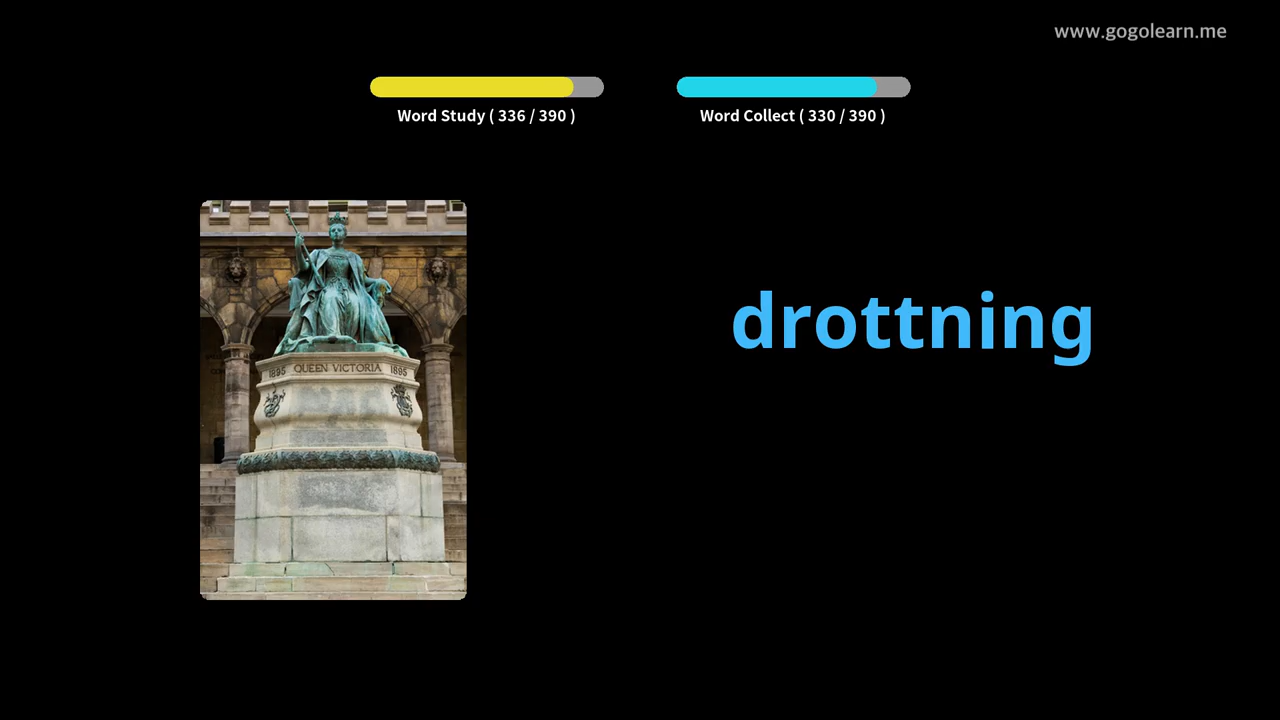 www.gogolearn.me
Word Study ( 336 / 390 )
Word Collect ( 330 / 390 )
drottning
1895 QUEEN VICTORIA 1895